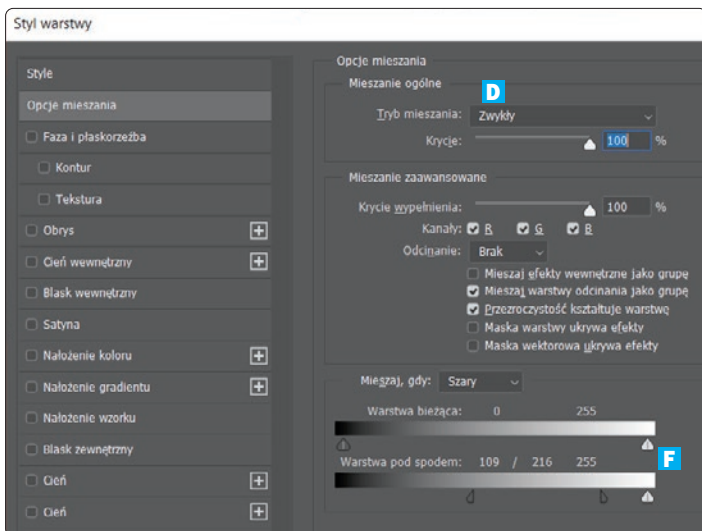 Styl warstwy
Style
Opcje mieszania
Faza i płaskorzeźba
Kontur
Tekstura
Obrys
Cień wewnętrzny
Blask wewnętrzny
Satyna
Nałożenie koloru
Nałożenie gradientu
Nałożenie wzorku
Blask zewnętrzny
Cień
Cień
Opcje mieszania
Mieszanie ogólne
D
Tryb mieszania: Zwykły
Krycie: 100 %
Mieszanie zaawansowane
Krycie wypełnienia: 100 %
Kanały: R G B
Odcinanie: Brak
Mieszaj efekty wewnętrzne jako grupę
Mieszaj warstwy odcinania jako grupę
Przezroczystość kształtuje warstwę
Maska warstwy ukrywa efekty
Maska wektorowa ukrywa efekty
Mieszaj, gdy: Szary
Warstwa bieżąca: 0 255
F
Warstwa pod spodem: 109 / 216 255